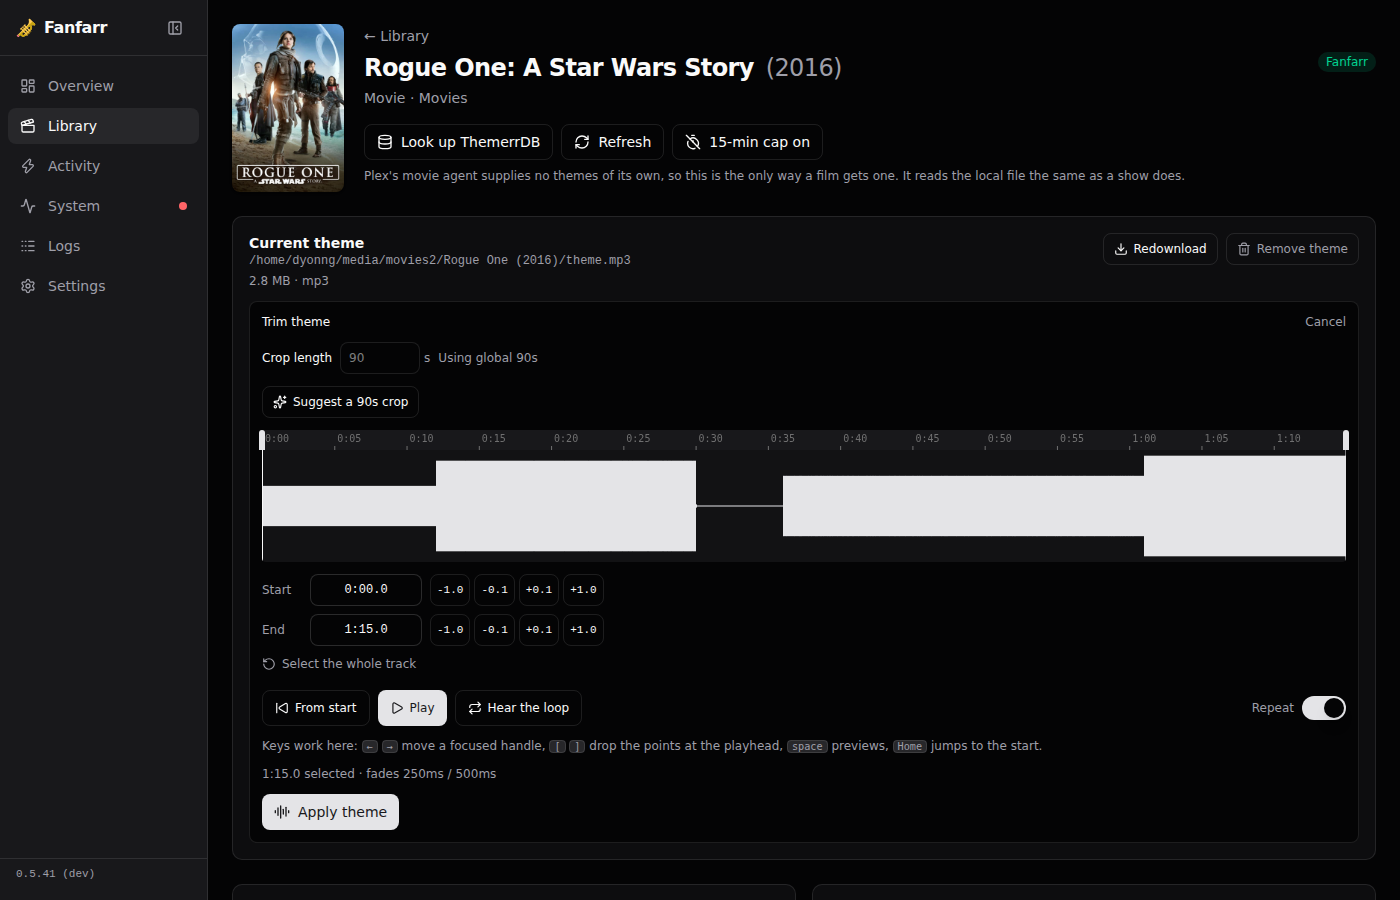 Fanfarr
Overview
Library
Activity
System
Logs
Settings
0.5.41 (dev)
ROGUE ONE
A STAR WARS STORY
← Library
Rogue One: A Star Wars Story (2016)
Fanfarr
Movie · Movies
Look up ThemerrDB
Refresh
15-min cap on
Plex's movie agent supplies no themes of its own, so this is the only way a film gets one. It reads the local file the same as a show does.
Current theme
/home/dyonng/media/movies2/Rogue One (2016)/theme.mp3
2.8 MB · mp3
Redownload
Remove theme
Trim theme
Cancel
Crop length 90 s Using global 90s
Suggest a 90s crop
0:00 0:05 0:10 0:15 0:20 0:25 0:30 0:35 0:40 0:45 0:50 0:55 1:00 1:05 1:10
Start 0:00.0 -1.0 -0.1 +0.1 +1.0
End 1:15.0 -1.0 -0.1 +0.1 +1.0
Select the whole track
From start
Play
Hear the loop
Repeat
Keys work here: ← → move a focused handle, [ ] drop the points at the playhead, space previews, Home jumps to the start.
1:15.0 selected · fades 250ms / 500ms
Apply theme